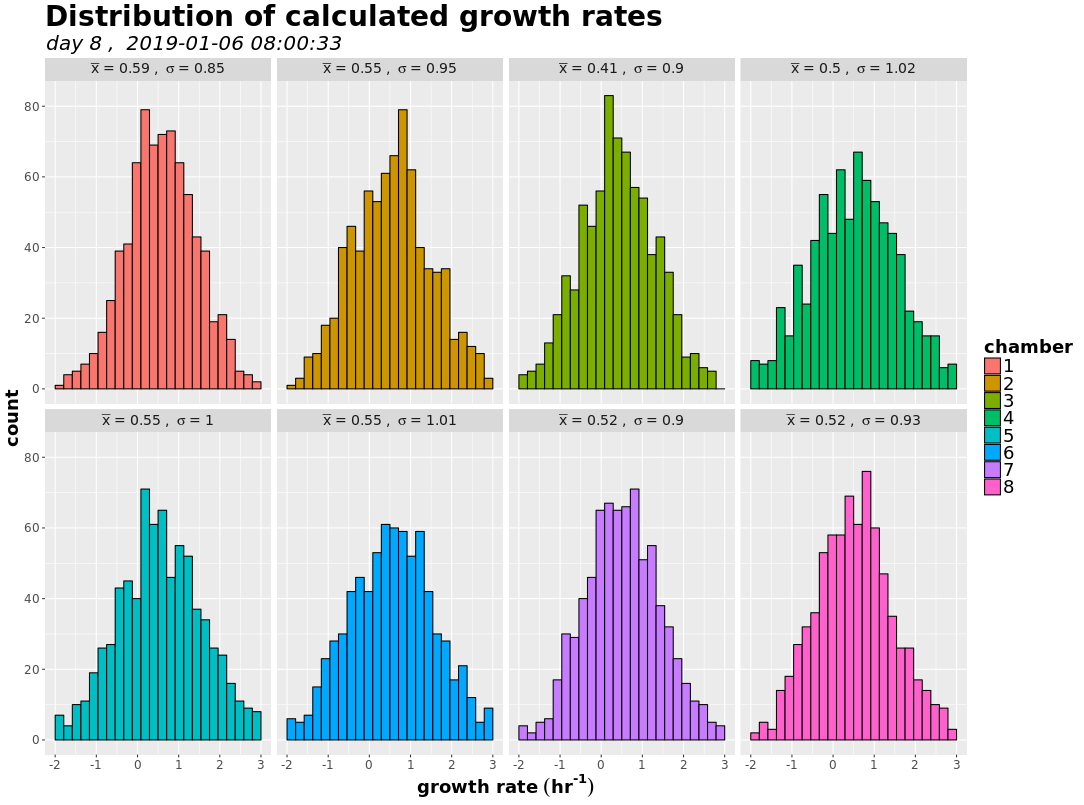 Distribution of calculated growth rates
day 8 ,  2019-01-06 08:00:33
x̅ = 0.59 ,  σ = 0.85
x̅ = 0.55 ,  σ = 0.95
x̅ = 0.41 ,  σ = 0.9
x̅ = 0.5 ,  σ = 1.02
80
60
40
20
0
x̅ = 0.55 ,  σ = 1
x̅ = 0.55 ,  σ = 1.01
x̅ = 0.52 ,  σ = 0.9
x̅ = 0.52 ,  σ = 0.93
80
60
40
20
0
-2 -1 0 1 2 3
-2 -1 0 1 2 3
-2 -1 0 1 2 3
-2 -1 0 1 2 3
count
growth rate (hr⁻¹)
chamber
1
2
3
4
5
6
7
8